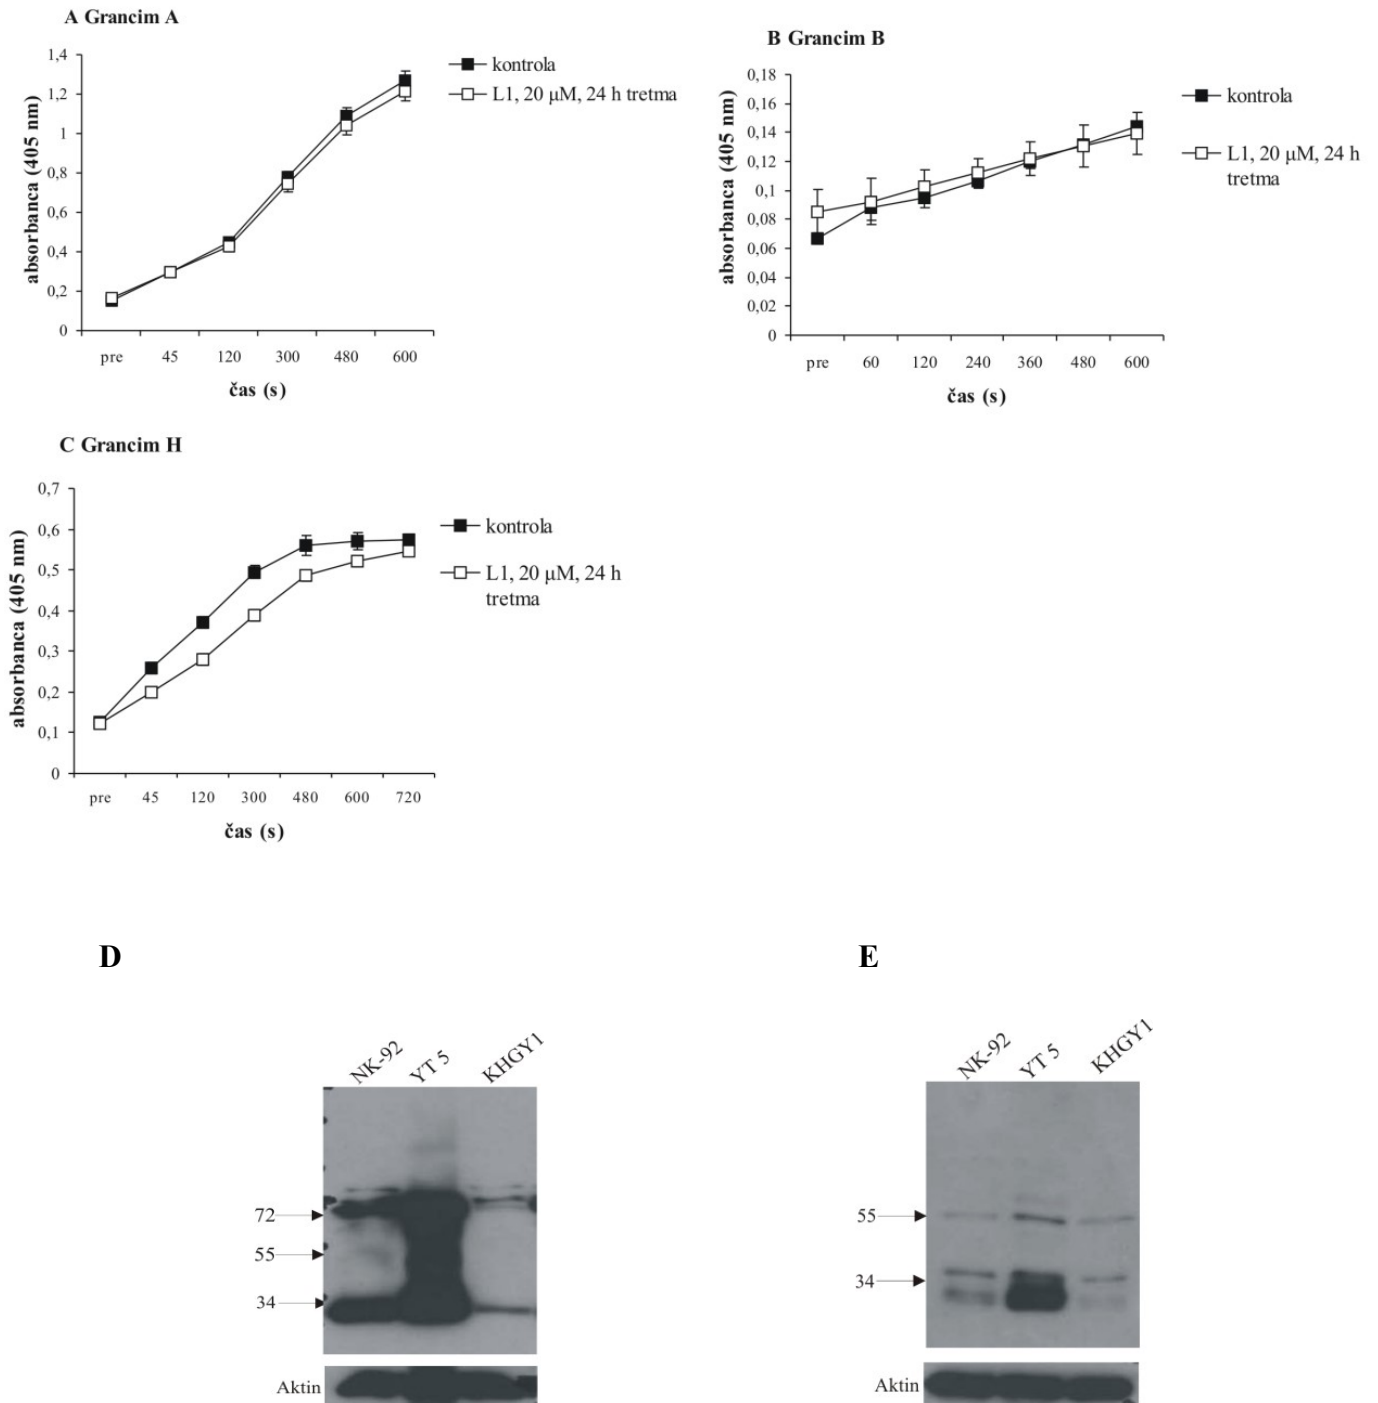 A Grancim A
1,4
1,2
1
0,8
0,6
0,4
0,2
0
absorbanca (405 nm)
pre 45 120 300 480 600
čas (s)
kontrola
L1, 20 µM, 24 h tretma
B Grancim B
0,18
0,16
0,14
0,12
0,1
0,08
0,06
0,04
0,02
0
absorbanca (405 nm)
pre 60 120 240 360 480 600
čas (s)
kontrola
L1, 20 µM, 24 h
tretma
C Grancim H
0,7
0,6
0,5
0,4
0,3
0,2
0,1
0
absorbanca (405 nm)
pre 45 120 300 480 600 720
čas (s)
kontrola
L1, 20 µM, 24 h
tretma
D
NK-92 YT 5 KHGY1
72
55
34
Aktin
E
NK-92 YT 5 KHGY1
55
34
Aktin